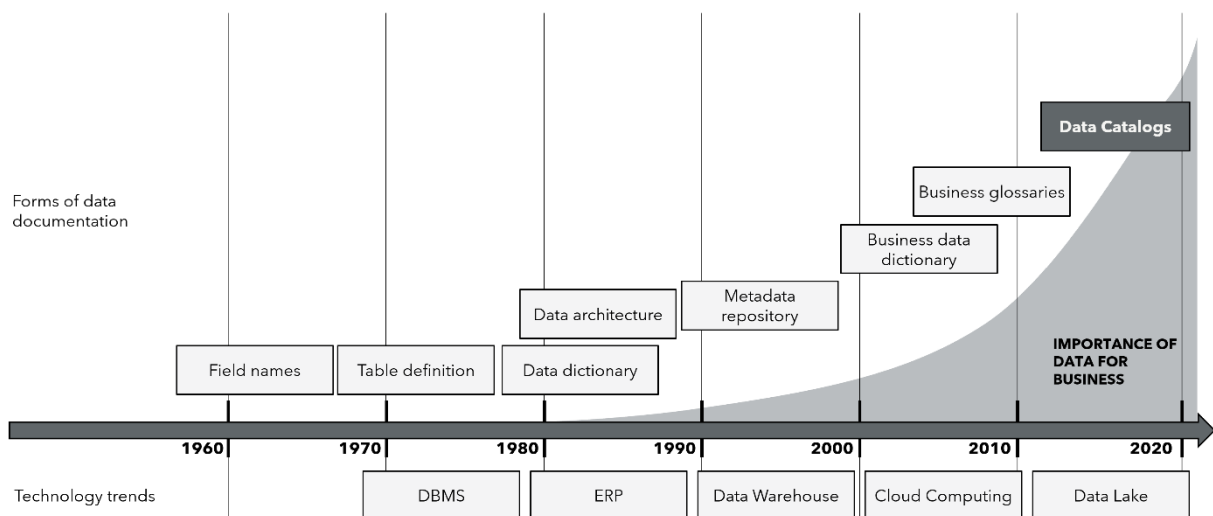 Data Catalogs
Forms of data
documentation
Business glossaries
Business data
dictionary
Data architecture
Metadata
repository
IMPORTANCE OF
DATA FOR
BUSINESS
Field names
Table definition
Data dictionary
1960
1970
1980
1990
2000
2010
2020
Technology trends
DBMS
ERP
Data Warehouse
Cloud Computing
Data Lake